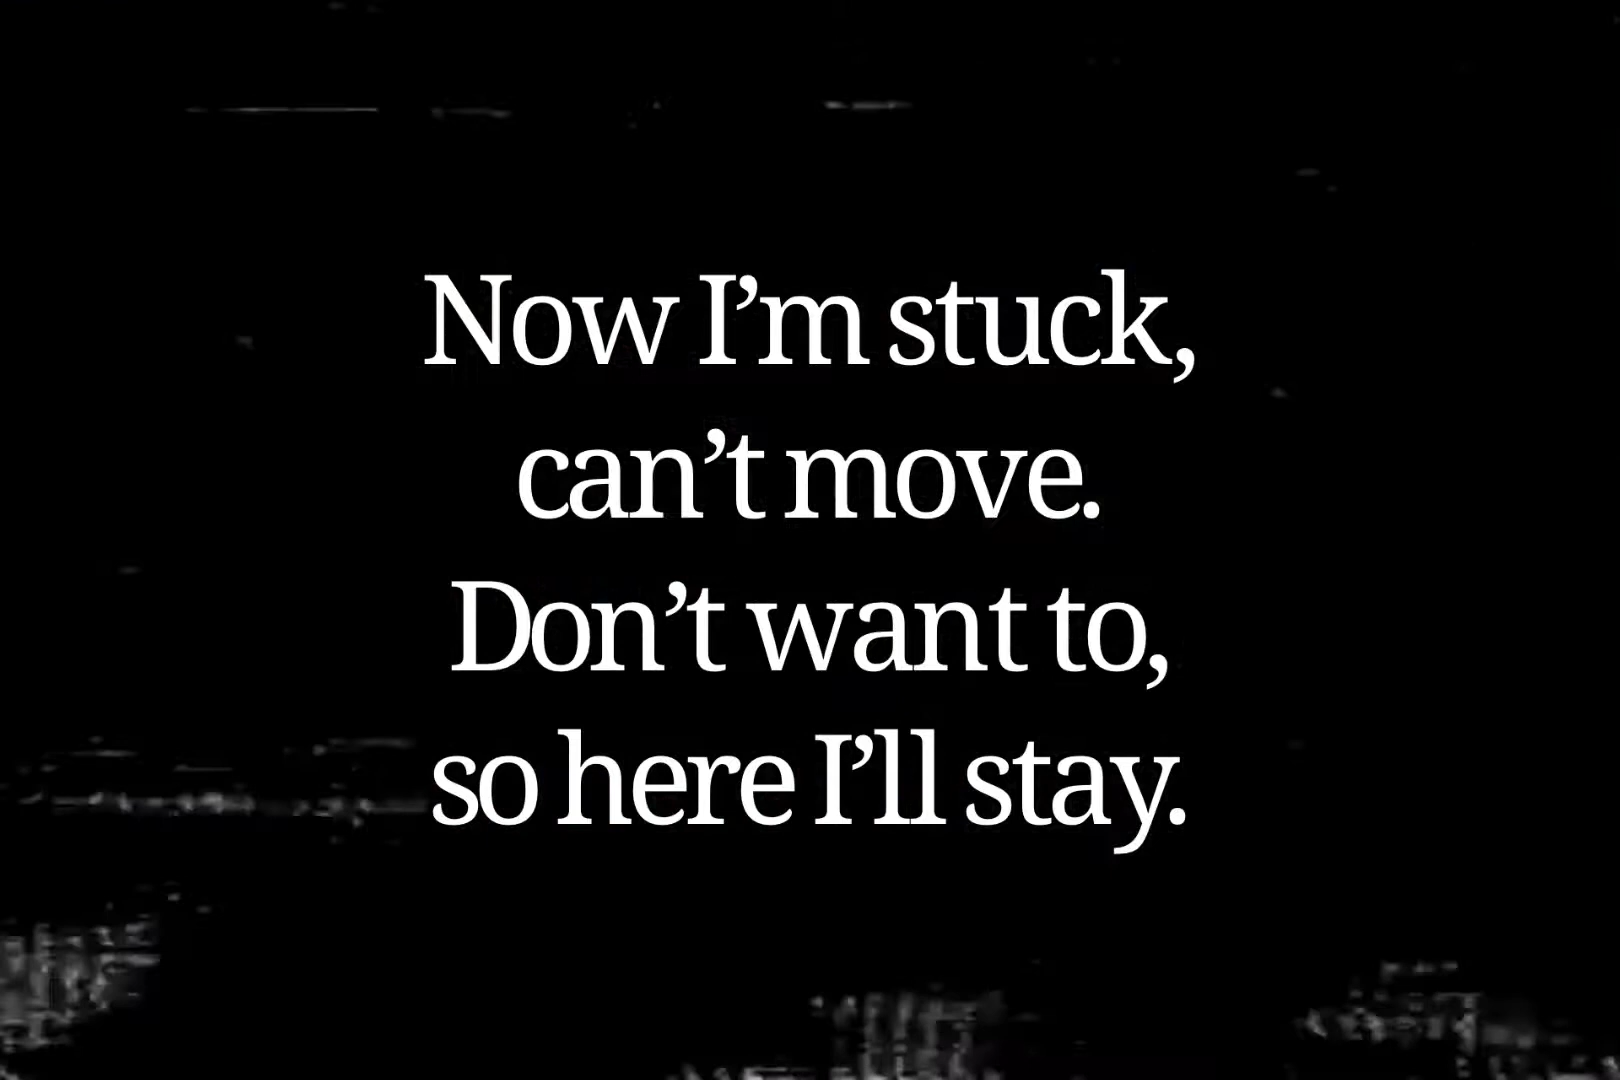 Now I’m stuck,
can’t move.
Don’t want to,
so here I’ll stay.